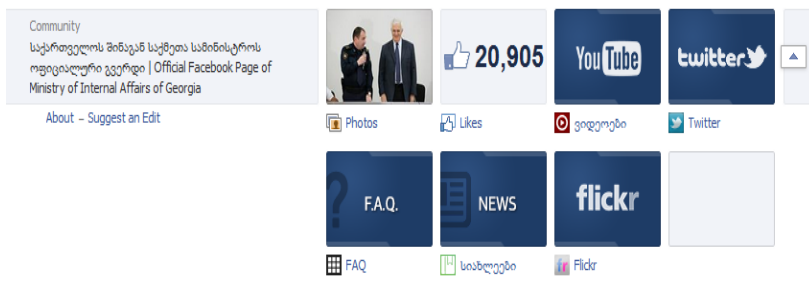 Community
საქართველოს შინაგან საქმეთა სამინისტროს
ოფიციალური გვერდი | Official Facebook Page of
Ministry of Internal Affairs of Georgia
About – Suggest an Edit
20,905
YouTube
twitter
Photos
Likes
ვიდეოები
Twitter
F.A.Q.
NEWS
flickr
FAQ
სიახლეები
Flickr